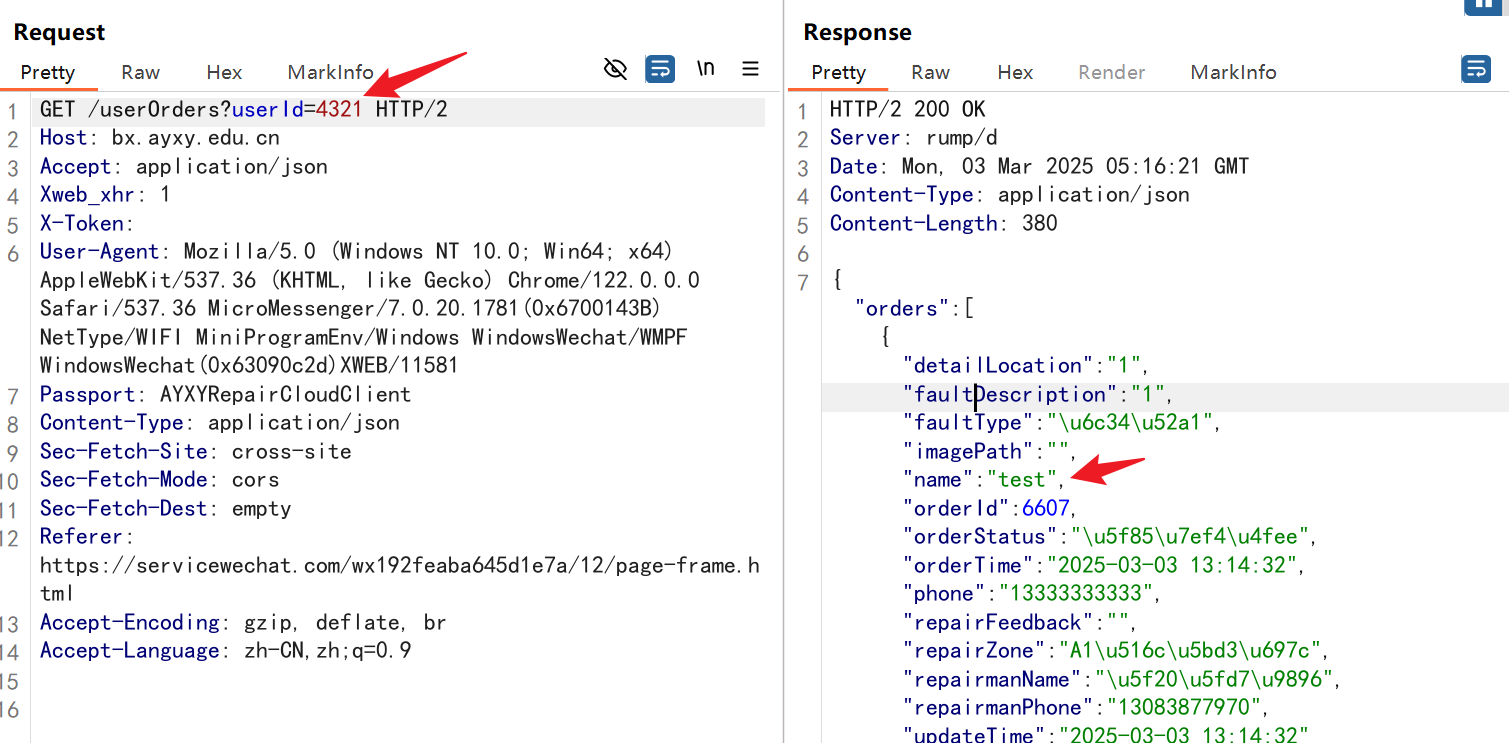 Request
Pretty Raw Hex MarkInfo \n
1 GET /userOrders?userId=4321 HTTP/2
2 Host: bx.ayxy.edu.cn
3 Accept: application/json
4 Xweb_xhr: 1
5 X-Token:
6 User-Agent: Mozilla/5.0 (Windows NT 10.0; Win64; x64)
AppleWebKit/537.36 (KHTML, like Gecko) Chrome/122.0.0.0
Safari/537.36 MicroMessenger/7.0.20.1781(0x6700143B)
NetType/WIFI MiniProgramEnv/Windows WindowsWechat/WMPF
WindowsWechat(0x63090c2d)XWEB/11581
7 Passport: AYXYRepairCloudClient
8 Content-Type: application/json
9 Sec-Fetch-Site: cross-site
10 Sec-Fetch-Mode: cors
11 Sec-Fetch-Dest: empty
12 Referer:
https://servicewechat.com/wx192feaba645d1e7a/12/page-frame.h
tml
13 Accept-Encoding: gzip, deflate, br
14 Accept-Language: zh-CN,zh;q=0.9
15
16
Response
Pretty Raw Hex Render MarkInfo
1 HTTP/2 200 OK
2 Server: rump/d
3 Date: Mon, 03 Mar 2025 05:16:21 GMT
4 Content-Type: application/json
5 Content-Length: 380
6
7 {
"orders":[
{
"detailLocation":"1",
"faultDescription":"1",
"faultType":"\u6c34\u52a1",
"imagePath":"",
"name":"test",
"orderId":6607,
"orderStatus":"\u5f85\u7ef4\u4fee",
"orderTime":"2025-03-03 13:14:32",
"phone":"13333333333",
"repairFeedback":"",
"repairZone":"A1\u516c\u5bd3\u697c",
"repairmanName":"\u5f20\u5fd7\u9896",
"repairmanPhone":"13083877970",
"updateTime":"2025-03-03 13:14:32"